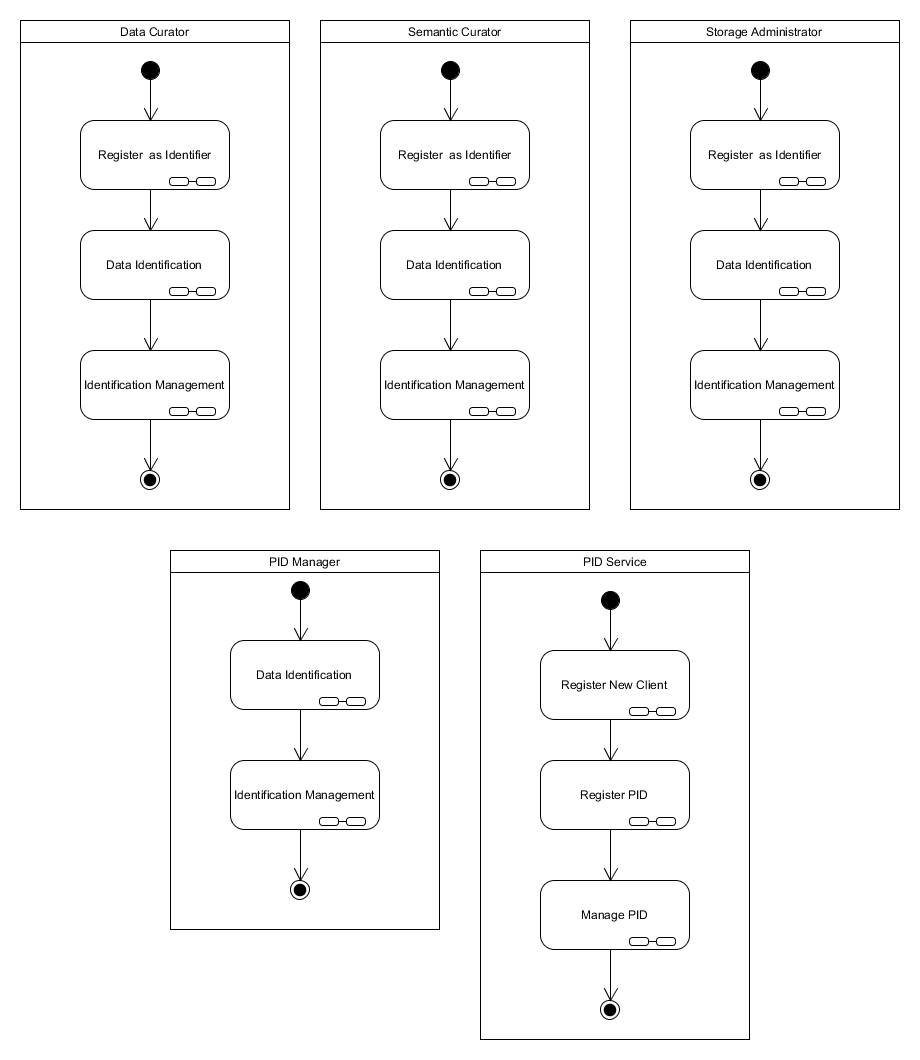 Data Curator
Register as Identifier
Data Identification
Identification Management
Semantic Curator
Register as Identifier
Data Identification
Identification Management
Storage Administrator
Register as Identifier
Data Identification
Identification Management
PID Manager
Data Identification
Identification Management
PID Service
Register New Client
Register PID
Manage PID